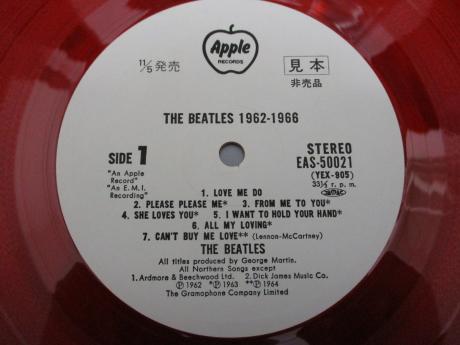 Apple
RECORDS
11/5 発売
見本
非売品
THE BEATLES 1962-1966
SIDE 1
STEREO
EAS-50021
(YEX-905)
33⅓ r. p. m.
"An Apple
Record"
"An E.M.I.
Recording"
1. LOVE ME DO
2. PLEASE PLEASE ME* 3. FROM ME TO YOU*
4. SHE LOVES YOU* 5. I WANT TO HOLD YOUR HAND*
6. ALL MY LOVING*
7. CAN'T BUY ME LOVE** (Lennon-McCartney)
THE BEATLES
All titles produced by George Martin.
All Northern Songs except
1. Ardmore & Beechwood Ltd. 2. Dick James Music Co.
Ⓟ 1962 *Ⓟ 1963 **Ⓟ 1964
The Gramophone Company Limited